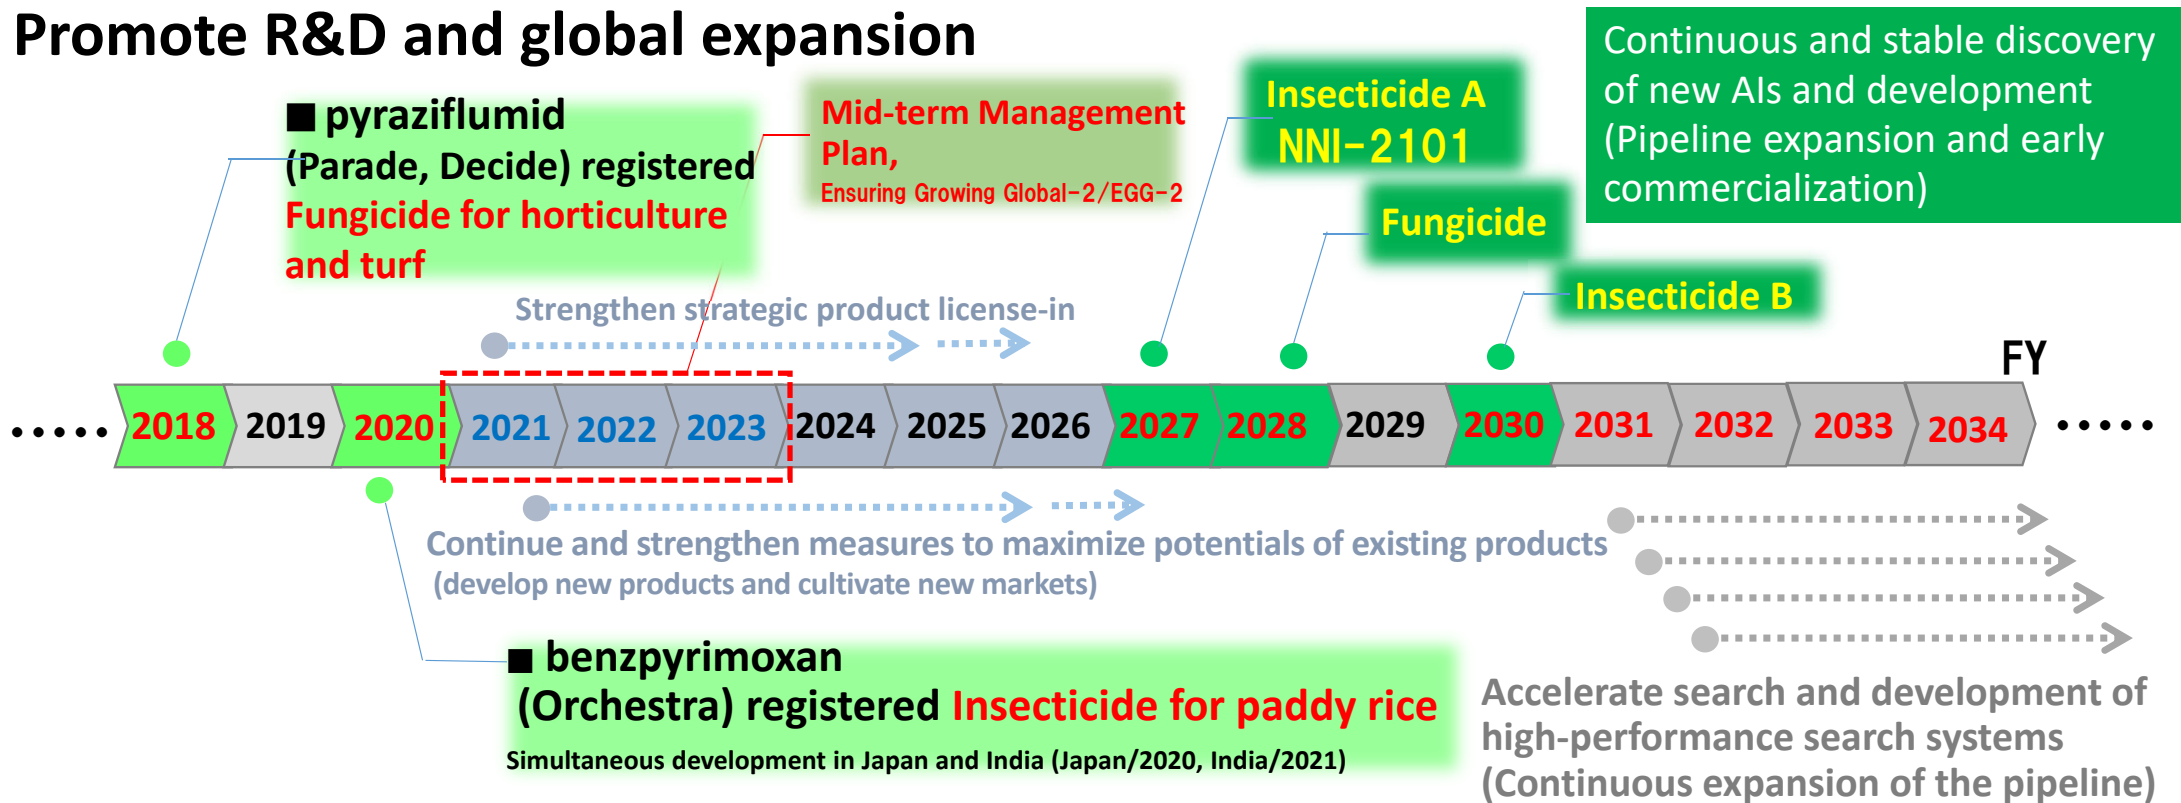 Promote R&D and global expansion
Continuous and stable discovery
of new AIs and development
(Pipeline expansion and early
commercialization)
■ pyraziflumid
(Parade, Decide) registered
Fungicide for horticulture
and turf
Mid-term Management
Plan,
Ensuring Growing Global-2/EGG-2
Insecticide A
NNI-2101
Fungicide
Insecticide B
Strengthen strategic product license-in
FY
..... 2018 2019 2020 2021 2022 2023 2024 2025 2026 2027 2028 2029 2030 2031 2032 2033 2034 .....
Continue and strengthen measures to maximize potentials of existing products
(develop new products and cultivate new markets)
■ benzpyrimoxan
(Orchestra) registered Insecticide for paddy rice
Simultaneous development in Japan and India (Japan/2020, India/2021)
Accelerate search and development of
high-performance search systems
(Continuous expansion of the pipeline)